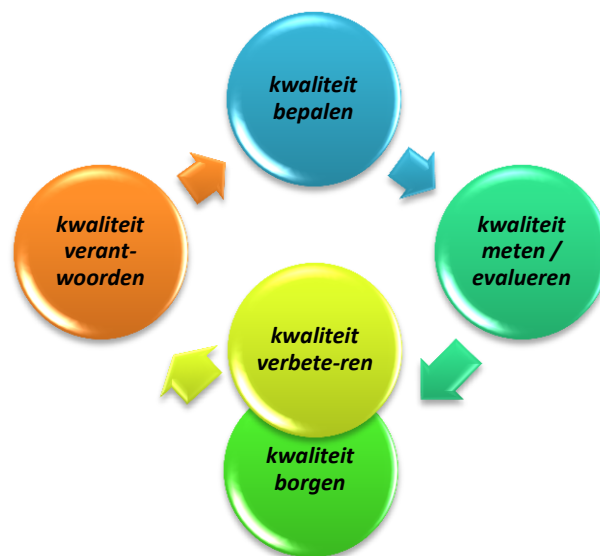 kwaliteit
bepalen
kwaliteit
meten /
evalueren
kwaliteit
verbete-ren
kwaliteit
borgen
kwaliteit
verant-
woorden